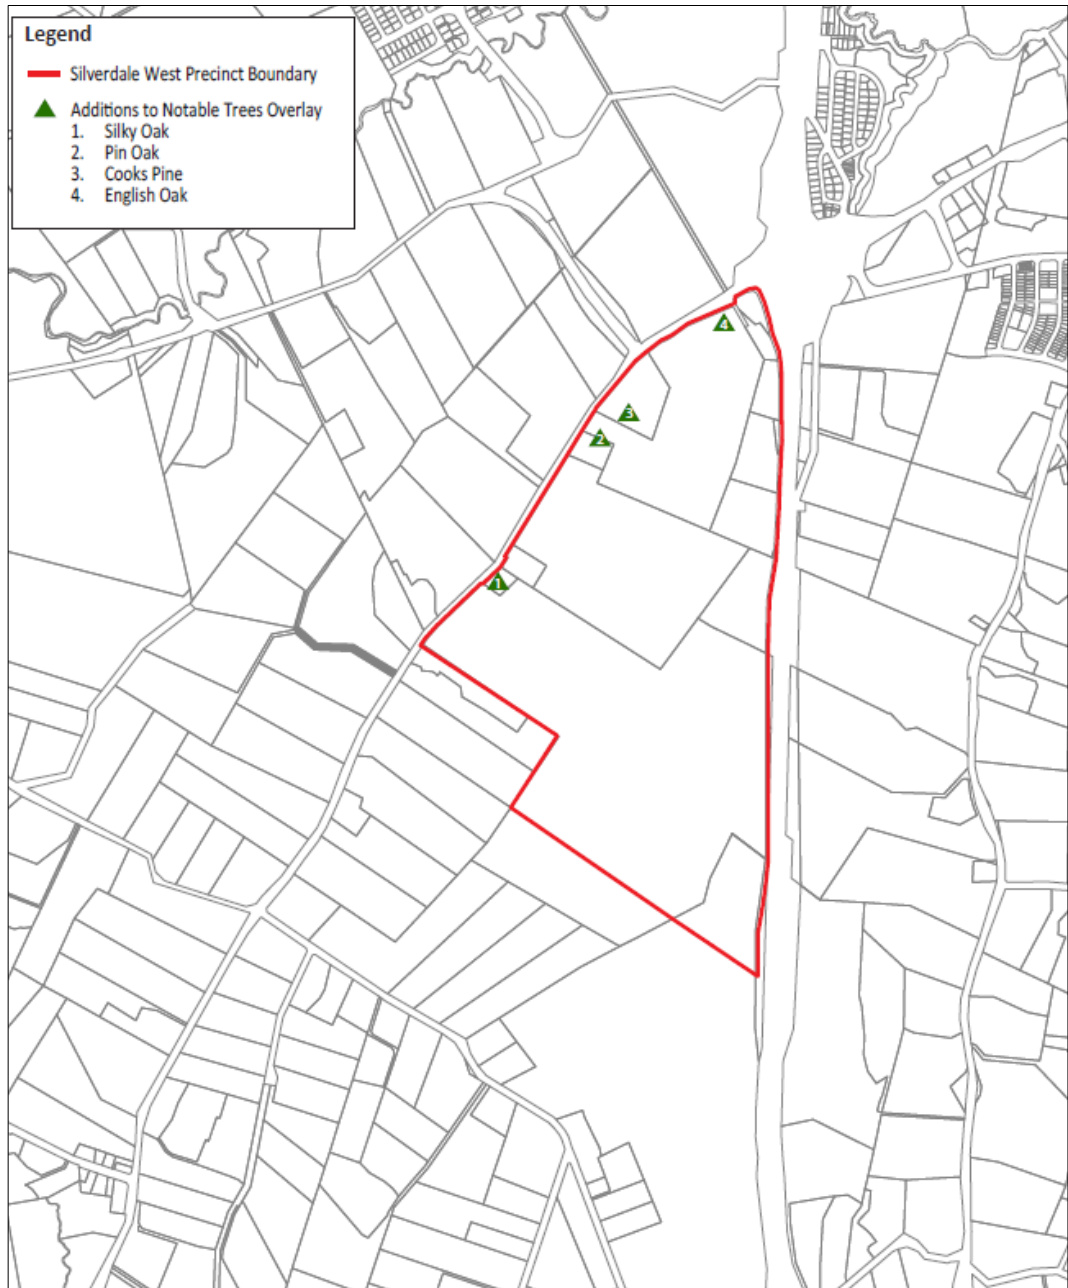 Legend
Silverdale West Precinct Boundary
Additions to Notable Trees Overlay
1. Silky Oak
2. Pin Oak
3. Cooks Pine
4. English Oak
4
3
2
1